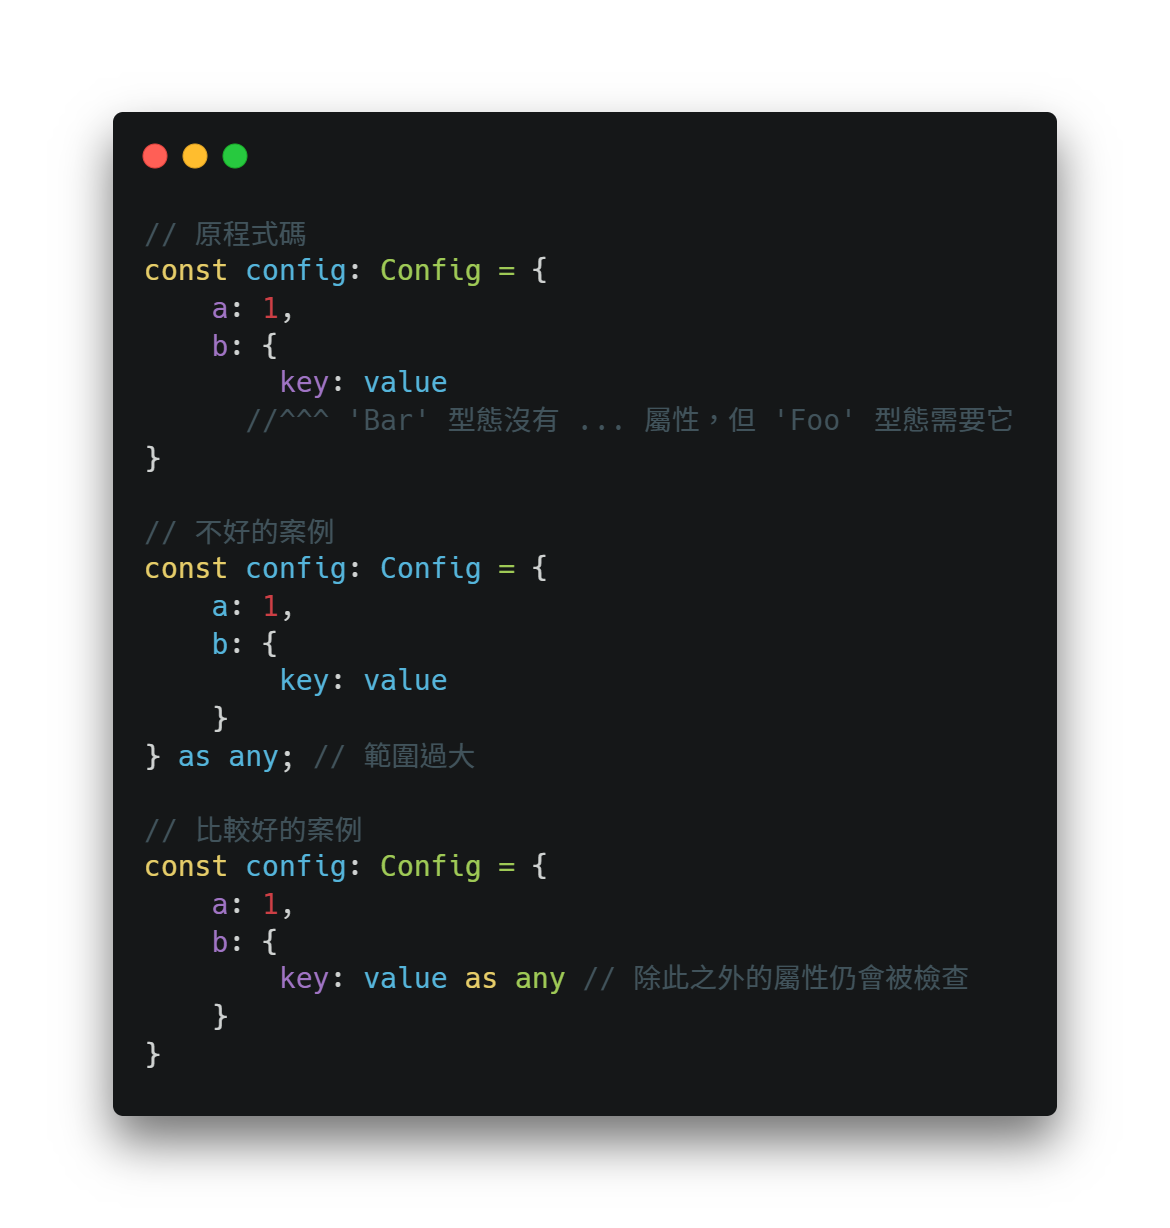 // 原程式碼
const config: Config = {
    a: 1,
    b: {
        key: value
      //^^^ 'Bar' 型態沒有 ... 屬性，但 'Foo' 型態需要它
}

// 不好的案例
const config: Config = {
    a: 1,
    b: {
        key: value
    }
} as any; // 範圍過大

// 比較好的案例
const config: Config = {
    a: 1,
    b: {
        key: value as any // 除此之外的屬性仍會被檢查
    }
}